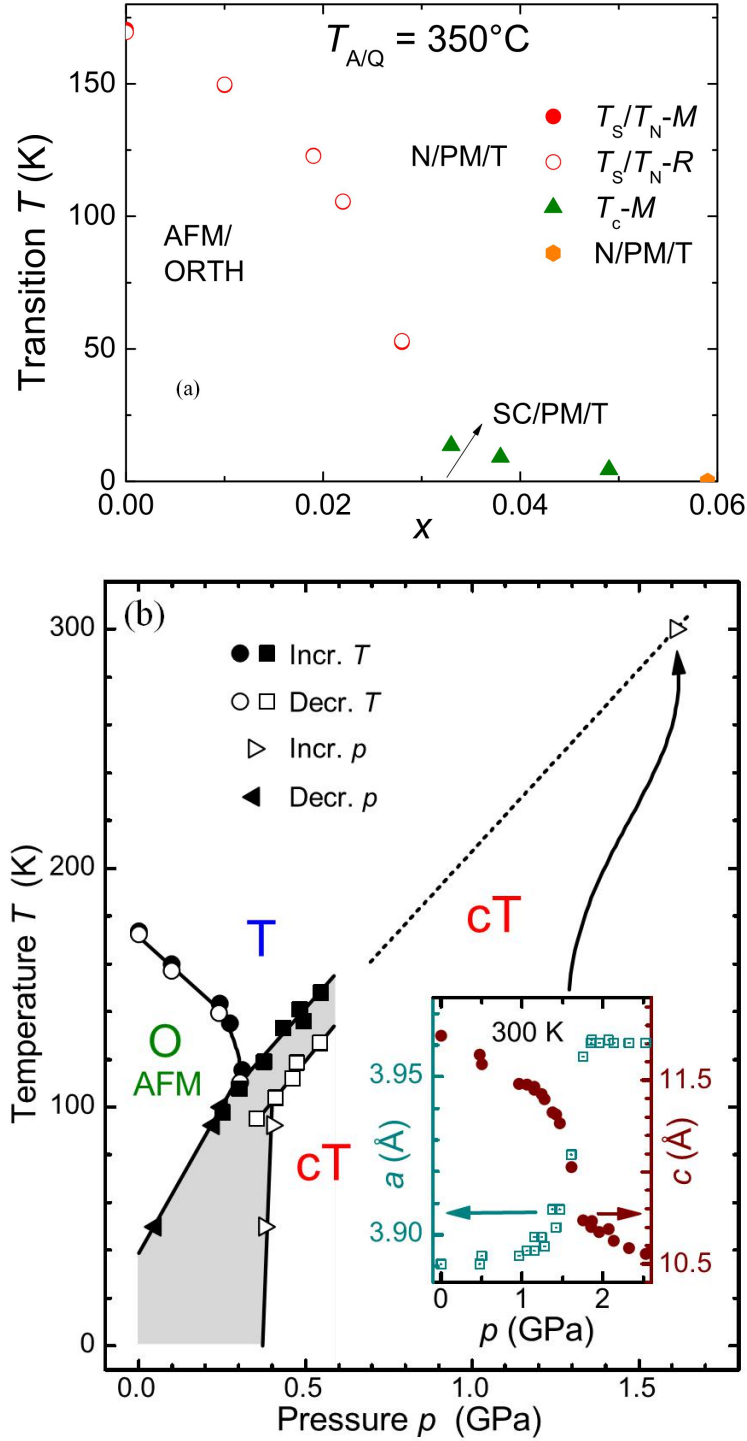 T_A/Q = 350°C
150
100
50
0
Transition T (K)
T_S/T_N-M
T_S/T_N-R
T_c-M
N/PM/T
N/PM/T
AFM/
ORTH
(a)
SC/PM/T
0.00
0.02
0.04
0.06
x
(b)
300
200
100
0
Temperature T (K)
Incr. T
Decr. T
Incr. p
Decr. p
T
cT
O
AFM
cT
300 K
3.95
3.90
a (Å)
11.5
10.5
c (Å)
0
1
2
p (GPa)
0.0
0.5
1.0
1.5
Pressure p (GPa)